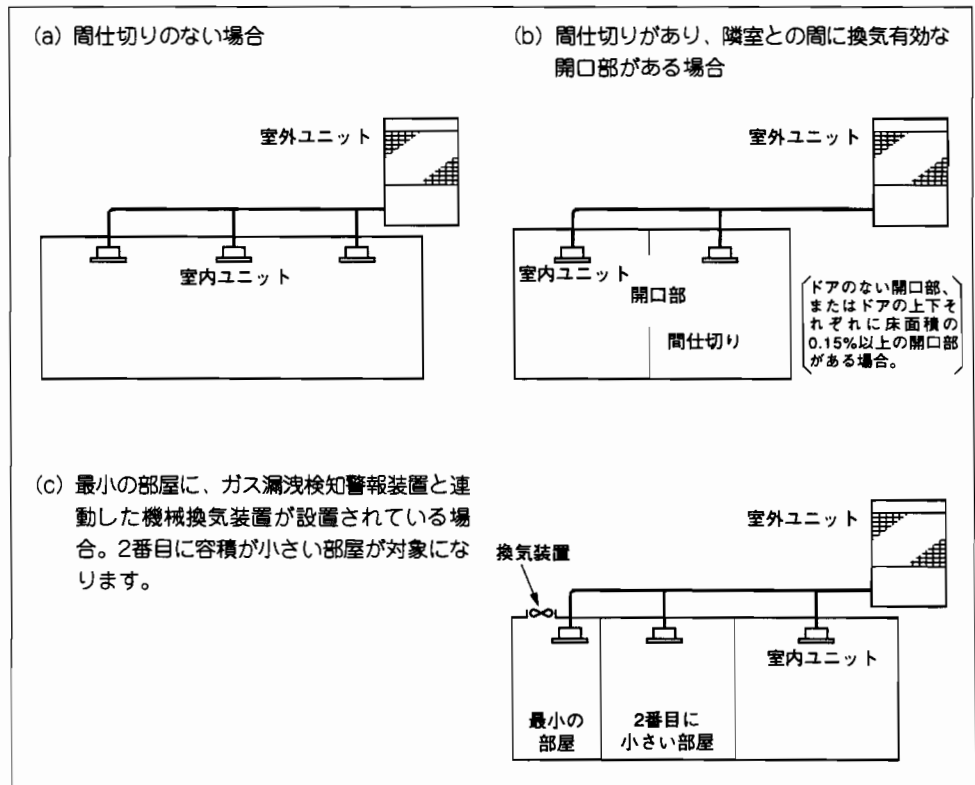 (a) 間仕切りのない場合
室外ユニット
室内ユニット
(b) 間仕切りがあり、隣室との間に換気有効な
開口部がある場合
室外ユニット
室内ユニット
開口部
間仕切り
ドアのない開口部、
またはドアの上下そ
れぞれに床面積の
0.15%以上の開口部
がある場合。
(c) 最小の部屋に、ガス漏洩検知警報装置と連
動した機械換気装置が設置されている場
合。2番目に容積が小さい部屋が対象にな
ります。
室外ユニット
換気装置
室内ユニット
最小の
部屋
2番目に
小さい部屋